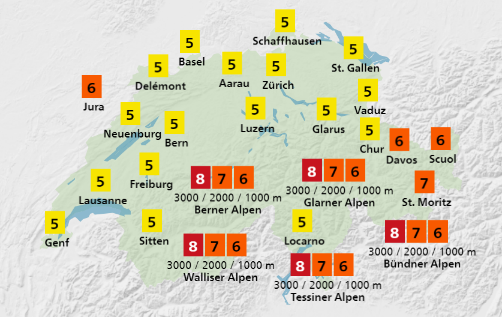 5
Schaffhausen
5
Basel
5
St. Gallen
5
Delémont
5
Aarau
5
Zürich
6
Jura
5
Vaduz
5
Neuenburg
5
Bern
5
Luzern
5
Glarus
5
Chur
6
Davos
6
Scuol
5
Freiburg
8 7 6
3000 / 2000 / 1000 m
Berner Alpen
8 7 6
3000 / 2000 / 1000 m
Glarner Alpen
7
St. Moritz
5
Lausanne
5
Genf
5
Sitten
5
Locarno
8 7 6
3000 / 2000 / 1000 m
Walliser Alpen
8 7 6
3000 / 2000 / 1000 m
Bündner Alpen
8 7 6
3000 / 2000 / 1000 m
Tessiner Alpen